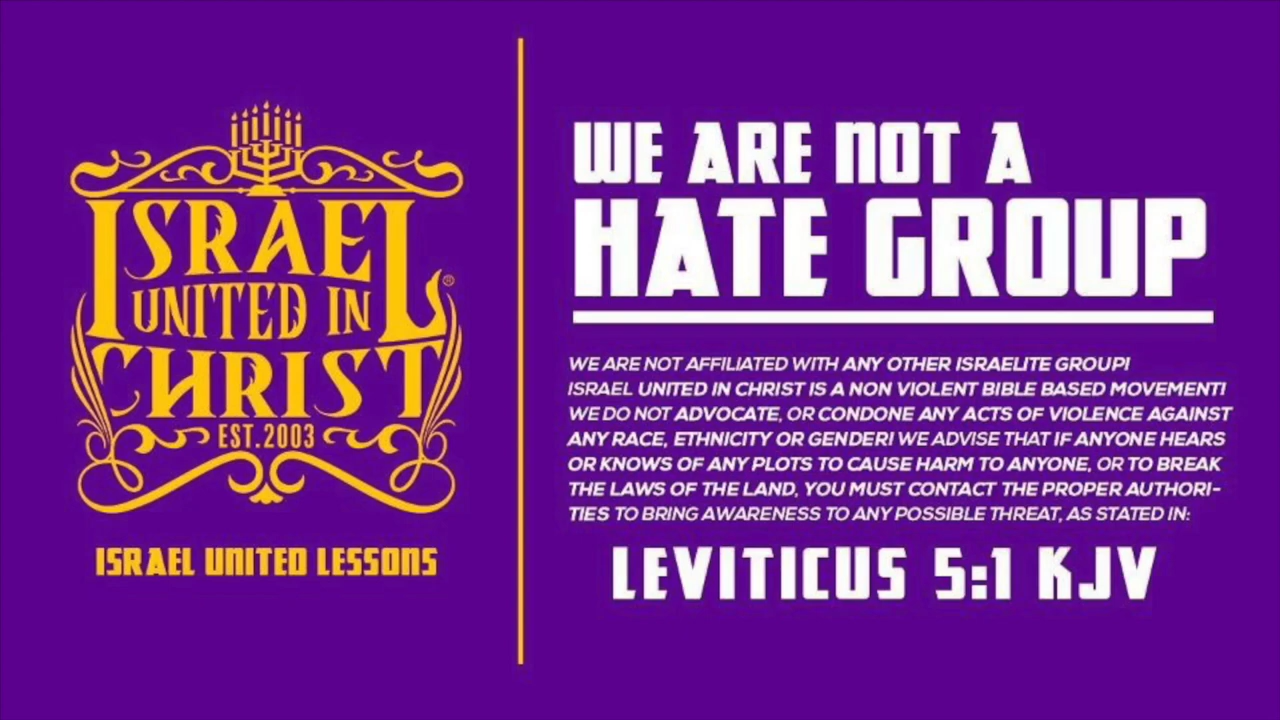 ISRAEL
UNITED IN
CHRIST
EST.2003
ISRAEL UNITED LESSONS
WE ARE NOT A
HATE GROUP
WE ARE NOT AFFILIATED WITH ANY OTHER ISRAELITE GROUP!
ISRAEL UNITED IN CHRIST IS A NON VIOLENT BIBLE BASED MOVEMENT!
WE DO NOT ADVOCATE, OR CONDONE ANY ACTS OF VIOLENCE AGAINST
ANY RACE, ETHNICITY OR GENDER! WE ADVISE THAT IF ANYONE HEARS
OR KNOWS OF ANY PLOTS TO CAUSE HARM TO ANYONE, OR TO BREAK
THE LAWS OF THE LAND, YOU MUST CONTACT THE PROPER AUTHORI-
TIES TO BRING AWARENESS TO ANY POSSIBLE THREAT, AS STATED IN:
LEVITICUS 5:1 KJV